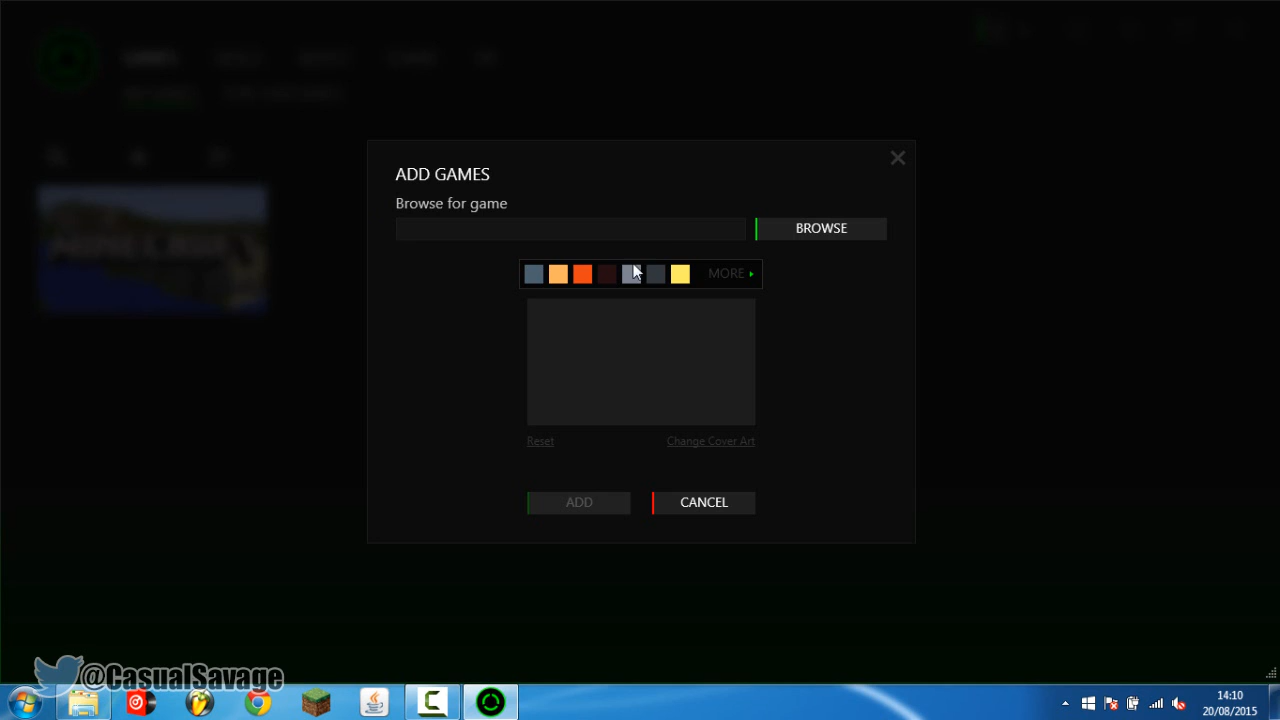 ADD GAMES
Browse for game
BROWSE
MORE
Reset
Change Cover Art
ADD
CANCEL
@CasualSavage
14:10
20/08/2015